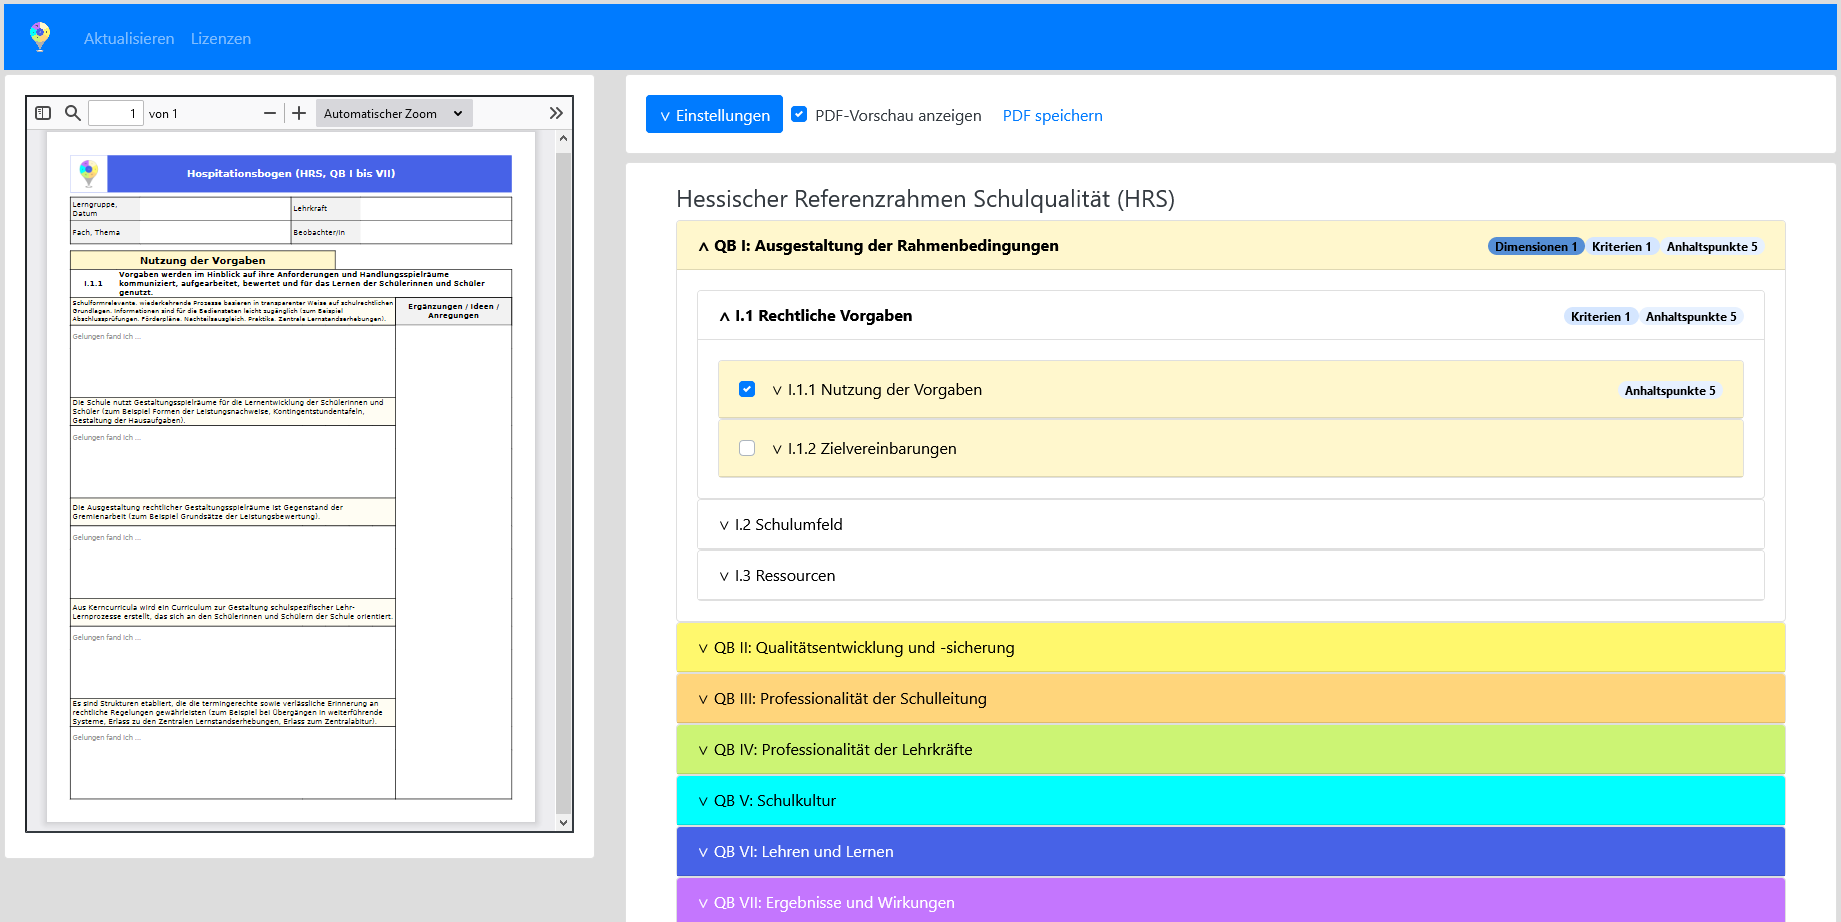 Aktualisieren Lizenzen
1 von 1 Automatischer Zoom
Hospitationsbogen (HRS, QB I bis VII)
Lerngruppe, Datum
Lehrkraft
Fach, Thema
Beobachter/in
Nutzung der Vorgaben
I.1.1
Vorgaben werden im Hinblick auf ihre Anforderungen und Handlungsspielräume
kommuniziert, aufgearbeitet, bewertet und für das Lernen der Schülerinnen und Schüler
genutzt.
Schulformrelevante, wiederkehrende Prozesse basieren in transparenter Weise auf schulrechtlichen
Grundlagen. Informationen sind für die Bediensteten leicht zugänglich (zum Beispiel
Abschlussprüfungen, Förderpläne, Nachteilsausgleich, Praktika, Zentrale Lernstandserhebungen).
Ergänzungen / Ideen /
Anregungen
Gelungen fand ich ...
Die Schule nutzt Gestaltungsspielräume für die Lernentwicklung der Schülerinnen und
Schüler (zum Beispiel Formen der Leistungsnachweise, Kontingentstundentafeln,
Gestaltung der Hausaufgaben).
Gelungen fand ich ...
Die Ausgestaltung rechtlicher Gestaltungsspielräume ist Gegenstand der
Gremienarbeit (zum Beispiel Grundsätze der Leistungsbewertung).
Gelungen fand ich ...
Aus Kerncurricula wird ein Curriculum zur Gestaltung schulspezifischer Lehr-
Lernprozesse erstellt, das sich an den Schülerinnen und Schülern der Schule orientiert.
Gelungen fand ich ...
Es sind Strukturen etabliert, die die termingerechte sowie verlässliche Erinnerung an
rechtliche Regelungen gewährleisten (zum Beispiel bei Übergängen in weiterführende
Systeme, Erlass zu den Zentralen Lernstandserhebungen, Erlass zum Zentralabitur).
Gelungen fand ich ...
Einstellungen PDF-Vorschau anzeigen PDF speichern
Hessischer Referenzrahmen Schulqualität (HRS)
QB I: Ausgestaltung der Rahmenbedingungen Dimensionen 1 Kriterien 1 Anhaltspunkte 5
I.1 Rechtliche Vorgaben Kriterien 1 Anhaltspunkte 5
I.1.1 Nutzung der Vorgaben Anhaltspunkte 5
I.1.2 Zielvereinbarungen
I.2 Schulumfeld
I.3 Ressourcen
QB II: Qualitätsentwicklung und -sicherung
QB III: Professionalität der Schulleitung
QB IV: Professionalität der Lehrkräfte
QB V: Schulkultur
QB VI: Lehren und Lernen
QB VII: Ergebnisse und Wirkungen